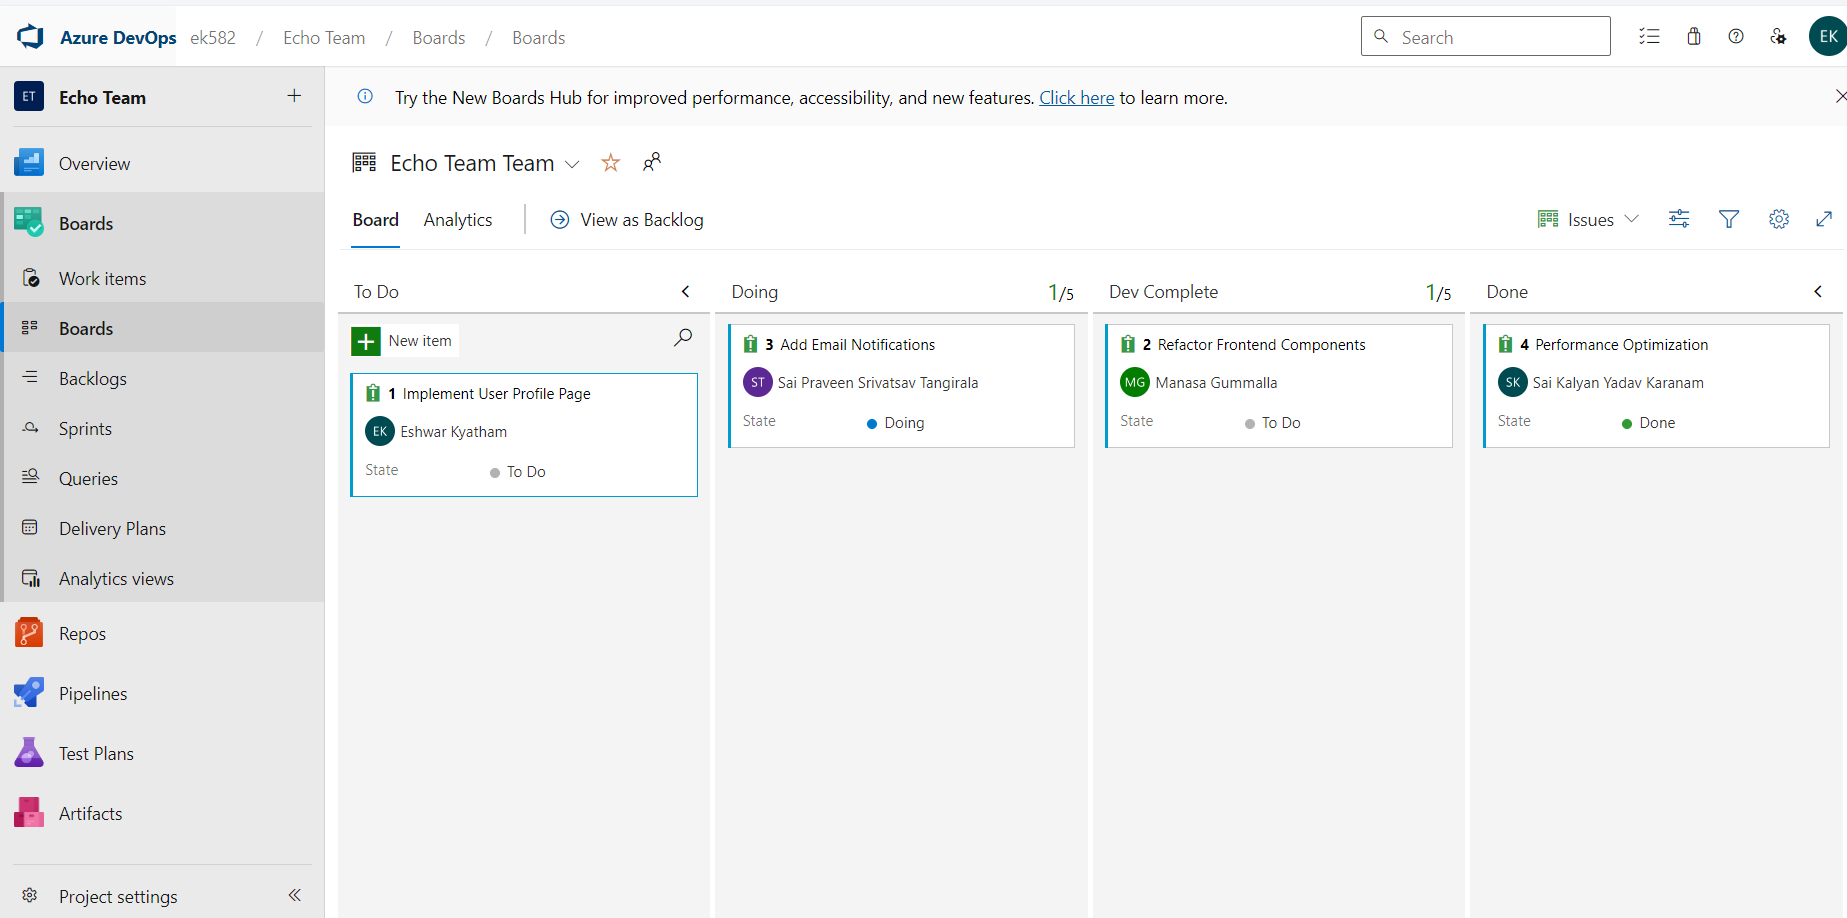 Azure DevOps ek582 / Echo Team / Boards / Boards
Search
EK
ET Echo Team
Overview
Boards
Work items
Boards
Backlogs
Sprints
Queries
Delivery Plans
Analytics views
Repos
Pipelines
Test Plans
Artifacts
Project settings
Try the New Boards Hub for improved performance, accessibility, and new features. Click here to learn more.
Echo Team Team
Board Analytics View as Backlog
Issues
To Do
New item
1 Implement User Profile Page
EK Eshwar Kyatham
State To Do
Doing 1/5
3 Add Email Notifications
ST Sai Praveen Srivatsav Tangirala
State Doing
Dev Complete 1/5
2 Refactor Frontend Components
MG Manasa Gummalla
State To Do
Done
4 Performance Optimization
SK Sai Kalyan Yadav Karanam
State Done